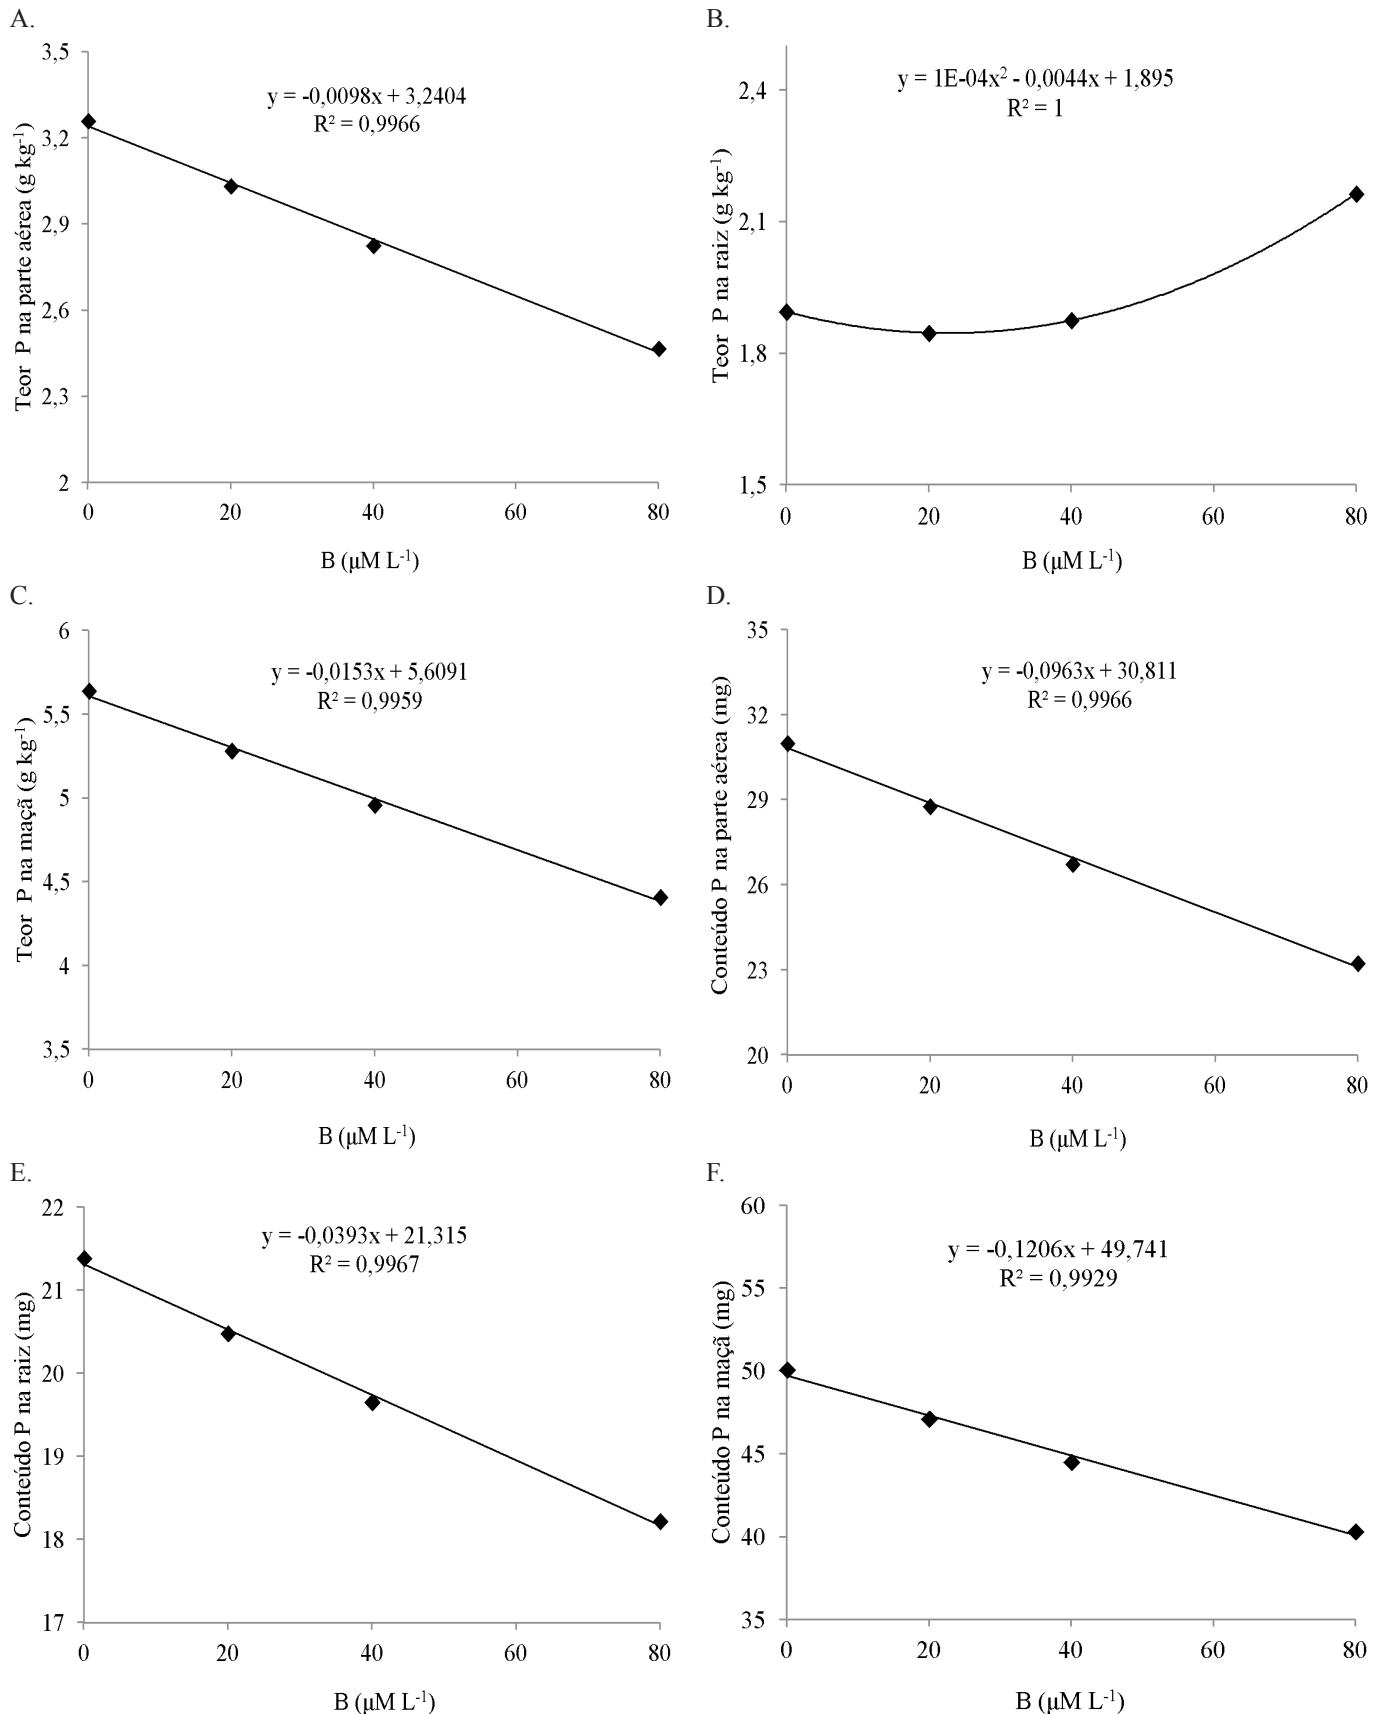 A.
Teor P na parte aérea (g kg⁻¹)
3,5
3,2
2,9
2,6
2,3
2
y = -0,0098x + 3,2404
R² = 0,9966
0 20 40 60 80
B (µM L⁻¹)
B.
Teor P na raiz (g kg⁻¹)
2,4
2,1
1,8
1,5
y = 1E-04x² - 0,0044x + 1,895
R² = 1
0 20 40 60 80
B (µM L⁻¹)
C.
Teor P na maçã (g kg⁻¹)
6
5,5
5
4,5
4
3,5
y = -0,0153x + 5,6091
R² = 0,9959
0 20 40 60 80
B (µM L⁻¹)
D.
Conteúdo P na parte aérea (mg)
35
32
29
26
23
20
y = -0,0963x + 30,811
R² = 0,9966
0 20 40 60 80
B (µM L⁻¹)
E.
Conteúdo P na raiz (mg)
22
21
20
19
18
17
y = -0,0393x + 21,315
R² = 0,9967
0 20 40 60 80
B (µM L⁻¹)
F.
Conteúdo P na maçã (mg)
60
55
50
45
40
35
y = -0,1206x + 49,741
R² = 0,9929
0 20 40 60 80
B (µM L⁻¹)